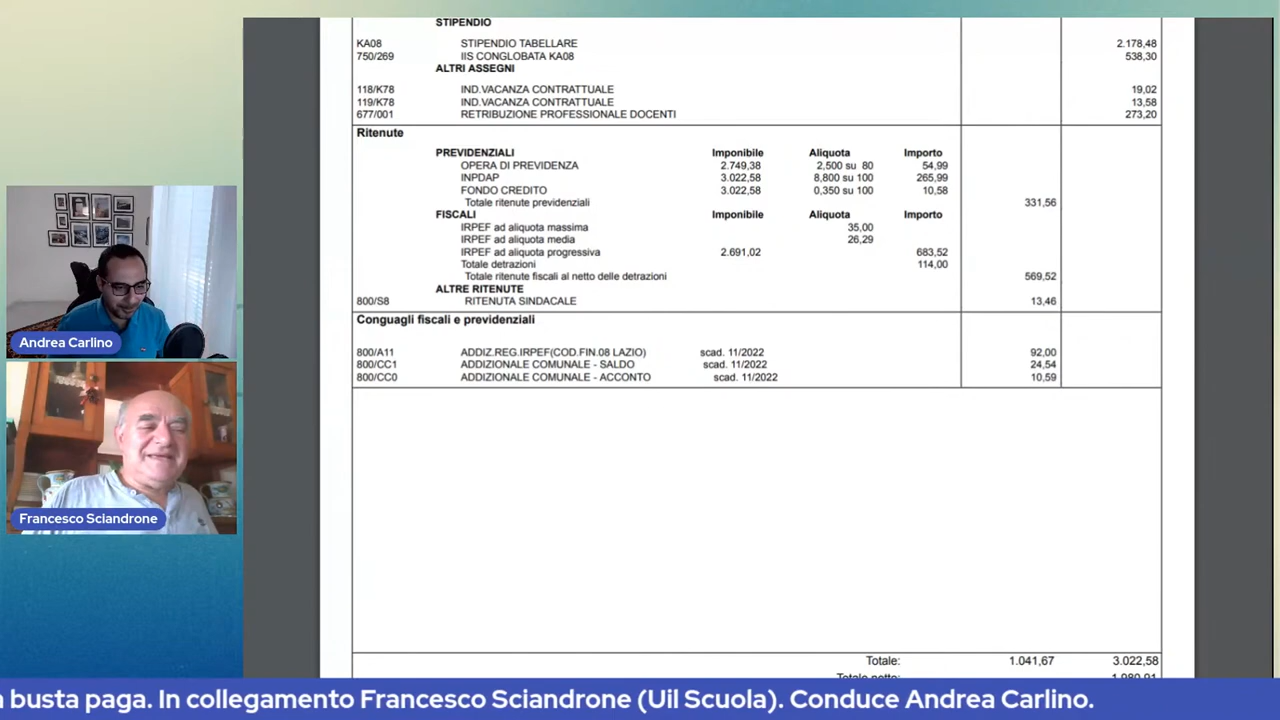 STIPENDIO
KA08 STIPENDIO TABELLARE 2.178,48
750/269 IIS CONGLOBATA KA08 538,30
ALTRI ASSEGNI
118/K78 IND.VACANZA CONTRATTUALE 19,02
119/K78 IND.VACANZA CONTRATTUALE 13,58
677/001 RETRIBUZIONE PROFESSIONALE DOCENTI 273,20
Ritenute
PREVIDENZIALI Imponibile Aliquota Importo
OPERA DI PREVIDENZA 2.749,38 2,500 su 80 54,99
INPDAP 3.022,58 8,800 su 100 265,99
FONDO CREDITO 3.022,58 0,350 su 100 10,58
Totale ritenute previdenziali 331,56
FISCALI Imponibile Aliquota Importo
IRPEF ad aliquota massima 35,00
IRPEF ad aliquota media 26,29
IRPEF ad aliquota progressiva 2.691,02 683,52
Totale detrazioni 114,00
Totale ritenute fiscali al netto delle detrazioni 569,52
ALTRE RITENUTE
800/S8 RITENUTA SINDACALE 13,46
Conguagli fiscali e previdenziali
800/A11 ADDIZ.REG.IRPEF(COD.FIN.08 LAZIO) scad. 11/2022 92,00
800/CC1 ADDIZIONALE COMUNALE - SALDO scad. 11/2022 24,54
800/CC0 ADDIZIONALE COMUNALE - ACCONTO scad. 11/2022 10,59
Totale: 1.041,67 3.022,58
Andrea Carlino
Francesco Sciandrone
busta paga. In collegamento Francesco Sciandrone (Uil Scuola). Conduce Andrea Carlino.